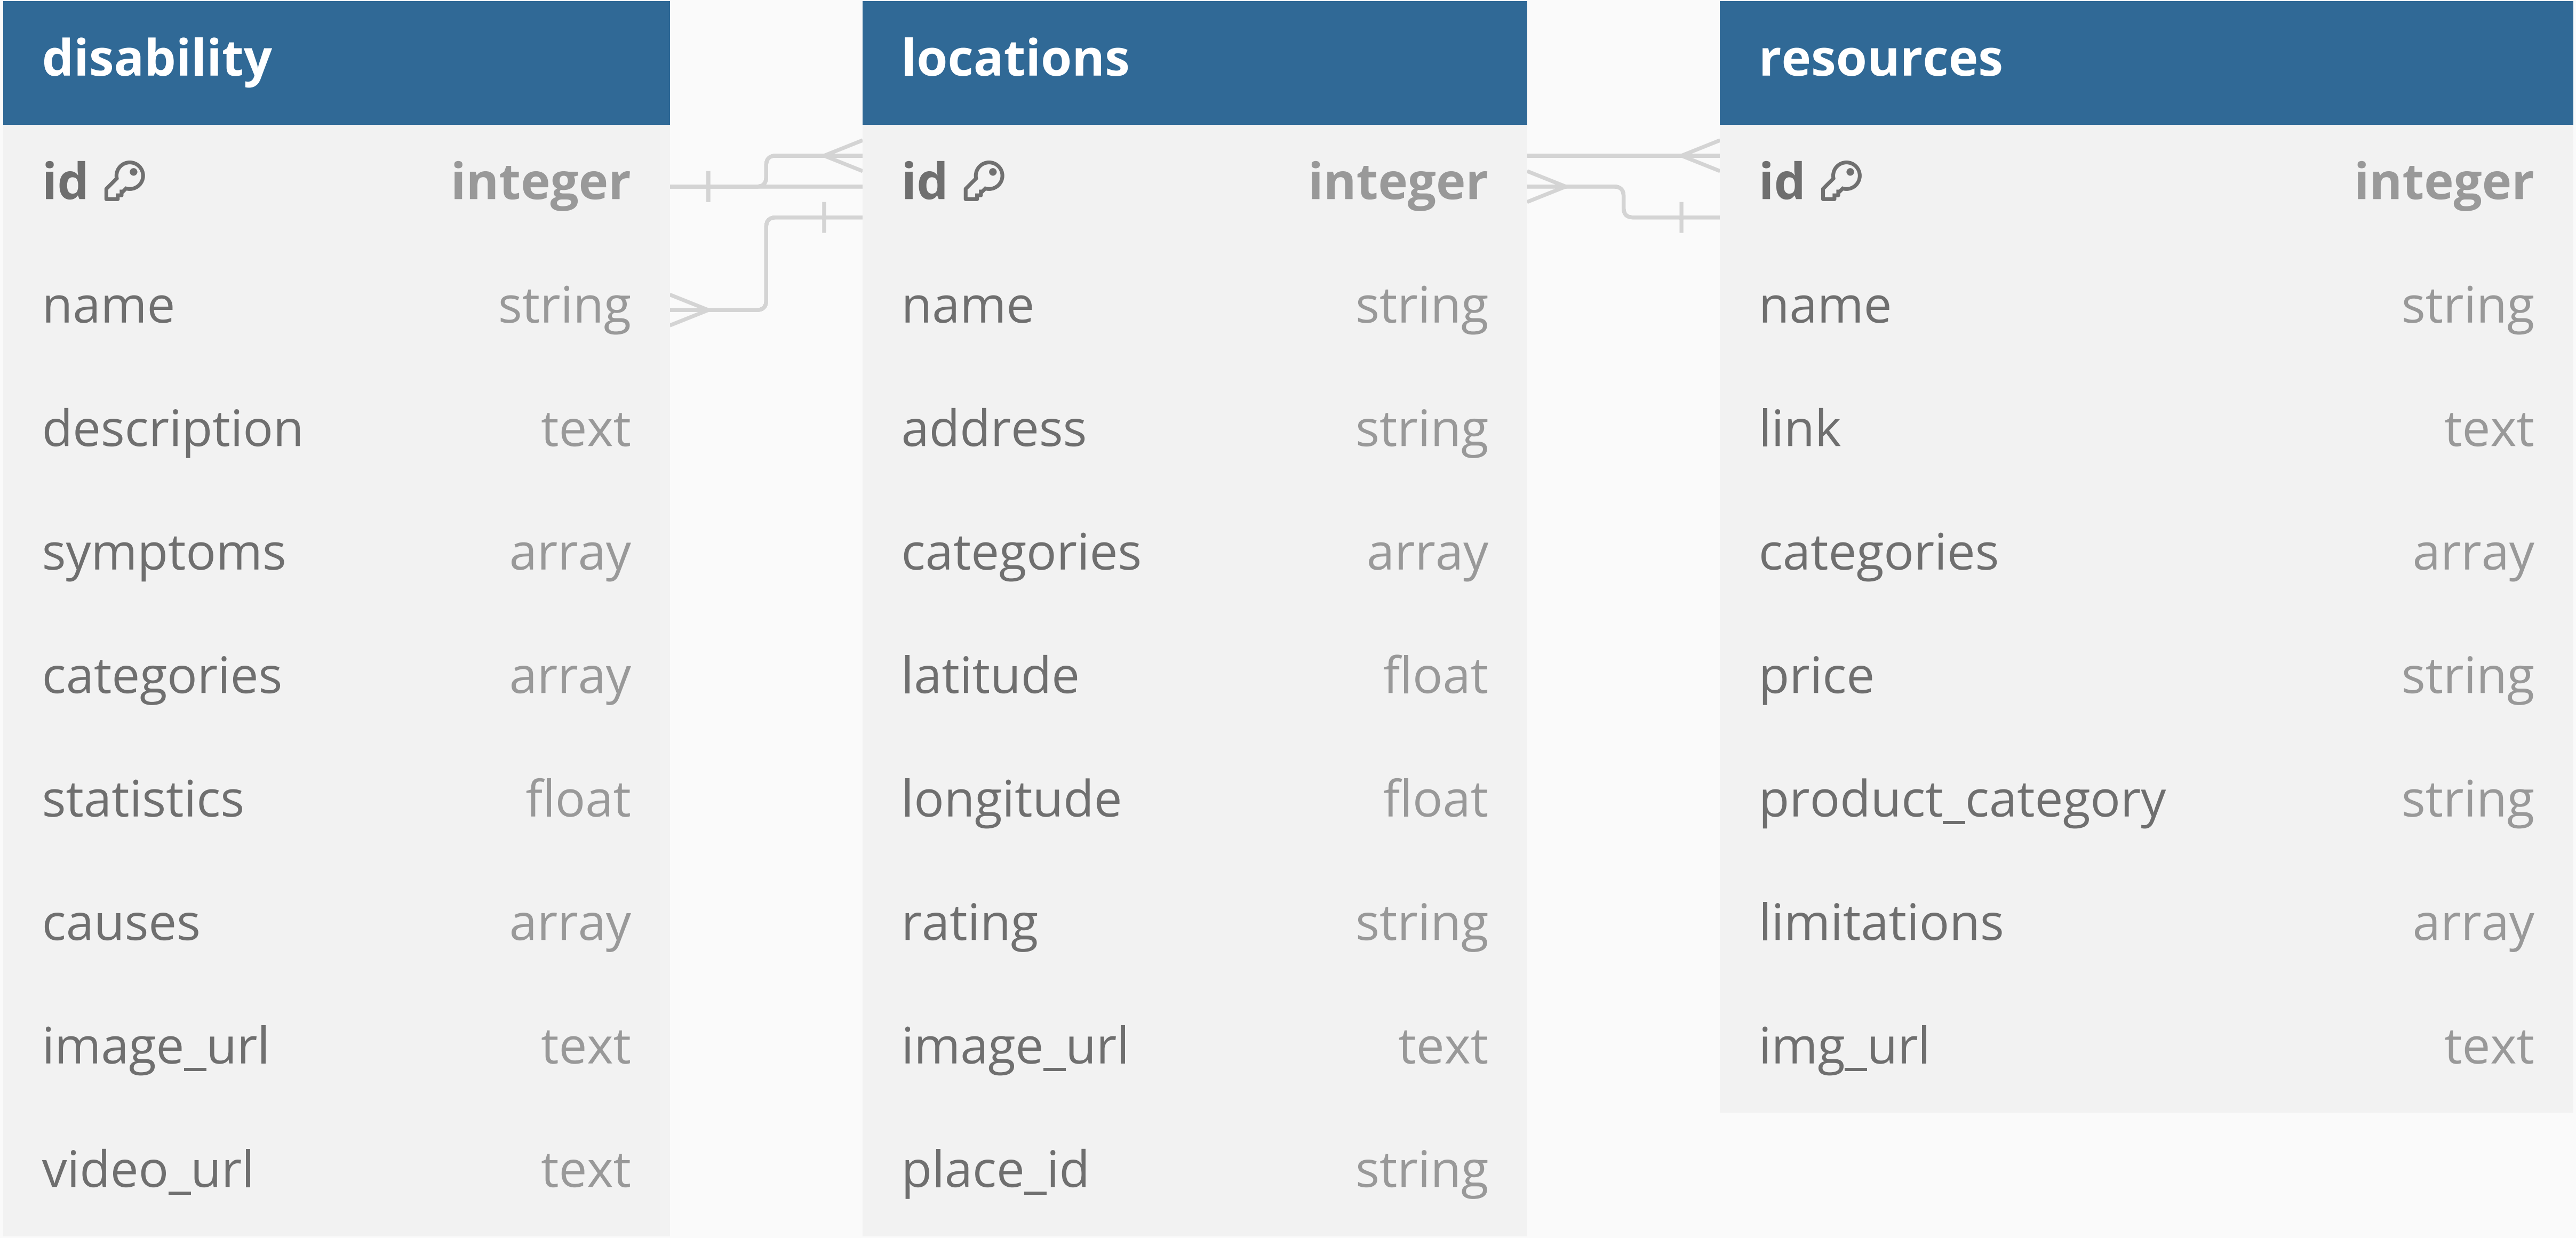 disability
id integer
name string
description text
symptoms array
categories array
statistics float
causes array
image_url text
video_url text
locations
id integer
name string
address string
categories array
latitude float
longitude float
rating string
image_url text
place_id string
resources
id integer
name string
link text
categories array
price string
product_category string
limitations array
img_url text